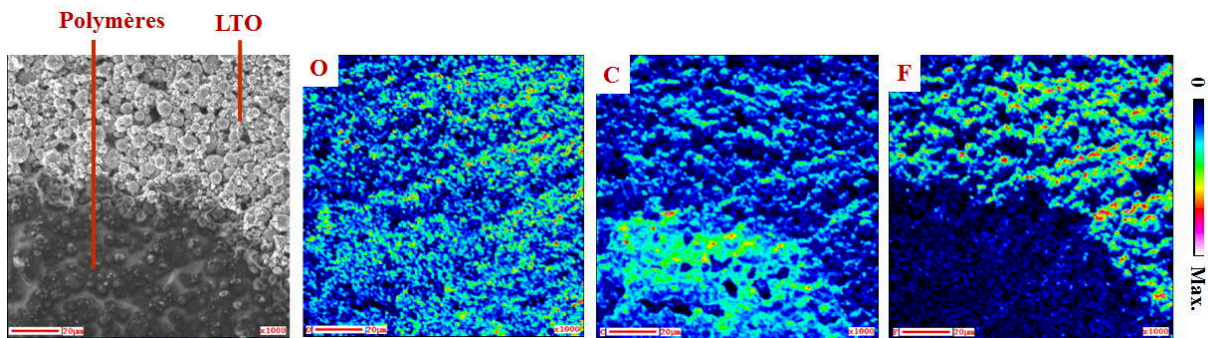 Polymères LTO
O
C
F
0
Max.
20µm x1000
O 20µm x1000
C 20µm x1000
F 20µm x1000